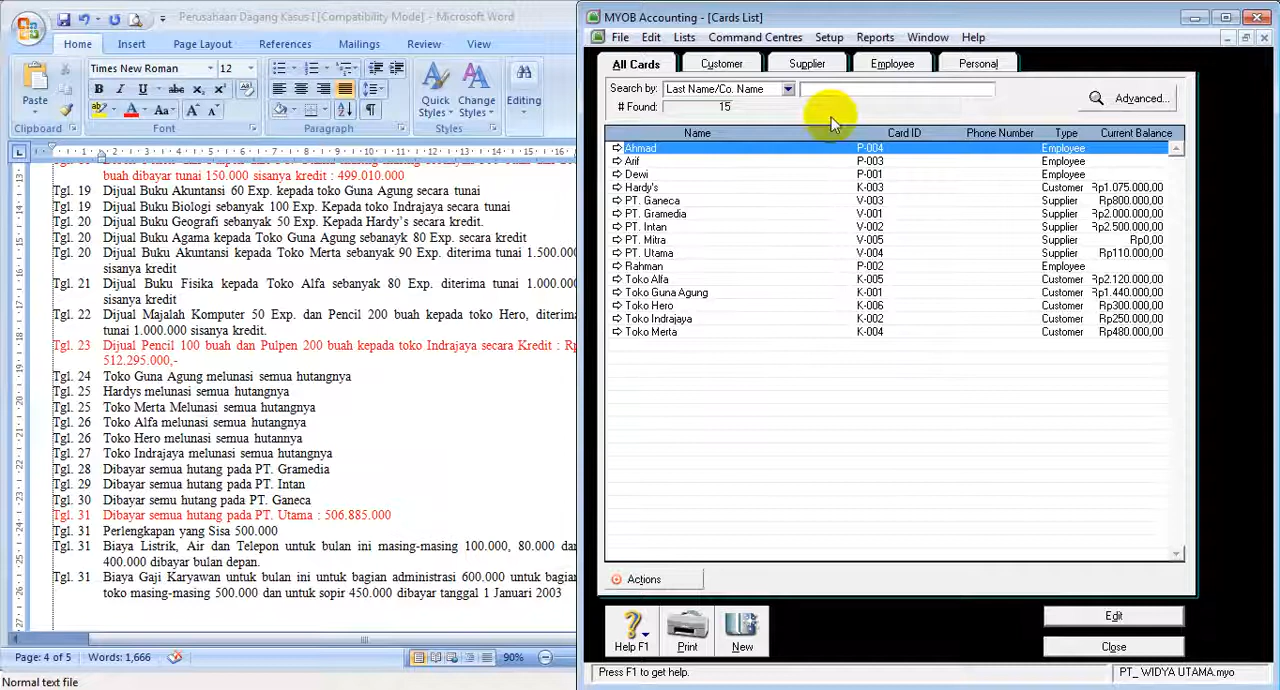 Perusahaan Dagang Kasus I [Compatibility Mode] - Microsoft Word
Home Insert Page Layout References Mailings Review View
Times New Roman 12
Paste
Quick Styles
Change Styles
Editing
Clipboard Font Paragraph Styles
buah dibayar tunai 150.000 sisanya kredit : 499.010.000
Tgl. 19 Dijual Buku Akuntansi 60 Exp. kepada toko Guna Agung secara tunai
Tgl. 19 Dijual Buku Biologi sebanyak 100 Exp. Kepada toko Indrajaya secara tunai
Tgl. 20 Dijual Buku Geografi sebanyak 50 Exp. Kepada Hardy's secara kredit.
Tgl. 20 Dijual Buku Agama kepada Toko Guna Agung sebanayk 80 Exp. secara kredit
Tgl. 20 Dijual Buku Akuntansi kepada Toko Merta sebanyak 90 Exp. diterima tunai 1.500.000
sisanya kredit
Tgl. 21 Dijual Buku Fisika kepada Toko Alfa sebanyak 80 Exp. diterima tunai 1.000.000
sisanya kredit
Tgl. 22 Dijual Majalah Komputer 50 Exp. dan Pencil 200 buah kepada toko Hero, diterima
tunai 1.000.000 sisanya kredit.
Tgl. 23 Dijual Pencil 100 buah dan Pulpen 200 buah kepada toko Indrajaya secara Kredit : Rp
512.295.000,-
Tgl. 24 Toko Guna Agung melunasi semua hutangnya
Tgl. 25 Hardys melunasi semua hutangnya
Tgl. 25 Toko Merta Melunasi semua hutangnya
Tgl. 26 Toko Alfa melunasi semua hutangnya
Tgl. 26 Toko Hero melunasi semua hutannya
Tgl. 27 Toko Indrajaya melunasi semua hutangnya
Tgl. 28 Dibayar semua hutang pada PT. Gramedia
Tgl. 29 Dibayar semua hutang pada PT. Intan
Tgl. 30 Dibayar semu hutang pada PT. Ganeca
Tgl. 31 Dibayar semua hutang pada PT. Utama : 506.885.000
Tgl. 31 Perlengkapan yang Sisa 500.000
Tgl. 31 Biaya Listrik, Air dan Telepon untuk bulan ini masing-masing 100.000, 80.000 dan
400.000 dibayar bulan depan.
Tgl. 31 Biaya Gaji Karyawan untuk bulan ini untuk bagian administrasi 600.000 untuk bagian
toko masing-masing 500.000 dan untuk sopir 450.000 dibayar tanggal 1 Januari 2003
Page: 4 of 5 Words: 1,666 90%
Normal text file
MYOB Accounting - [Cards List]
File Edit Lists Command Centres Setup Reports Window Help
All Cards Customer Supplier Employee Personal
Search by: Last Name/Co. Name
# Found: 15
Advanced...
Name Card ID Phone Number Type Current Balance
Ahmad P-004 Employee
Arif P-003 Employee
Dewi P-001 Employee
Hardy's K-003 Customer Rp1.075.000,00
PT. Ganeca V-003 Supplier Rp800.000,00
PT. Gramedia V-001 Supplier Rp2.000.000,00
PT. Intan V-002 Supplier Rp2.500.000,00
PT. Mitra V-005 Supplier Rp0,00
PT. Utama V-004 Supplier Rp110.000,00
Rahman P-002 Employee
Toko Alfa K-005 Customer Rp2.120.000,00
Toko Guna Agung K-001 Customer Rp1.440.000,00
Toko Hero K-006 Customer Rp300.000,00
Toko Indrajaya K-002 Customer Rp250.000,00
Toko Merta K-004 Customer Rp480.000,00
Actions
Help F1 Print New
Edit
Close
Press F1 to get help. PT_ WIDYA UTAMA.myo